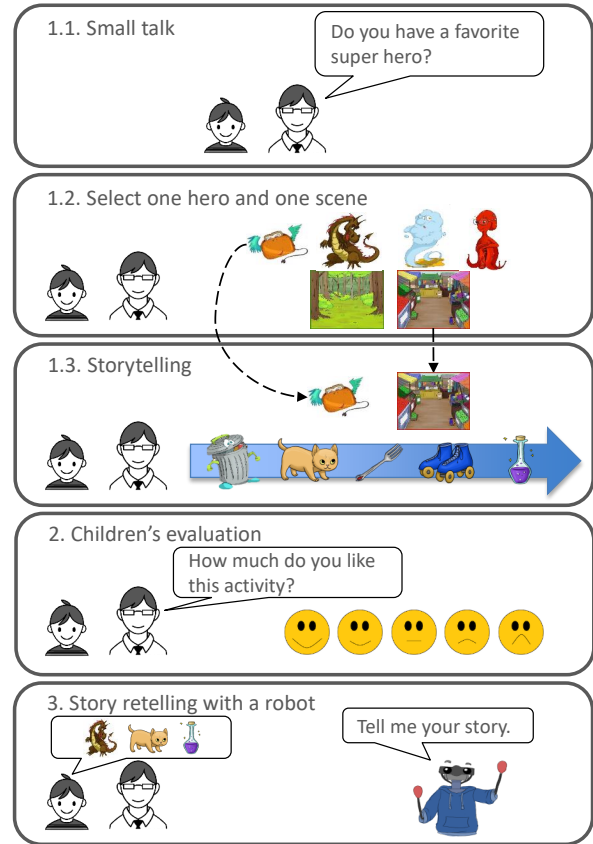 1.1. Small talk
Do you have a favorite
super hero?
1.2. Select one hero and one scene
1.3. Storytelling
2. Children’s evaluation
How much do you like
this activity?
3. Story retelling with a robot
Tell me your story.